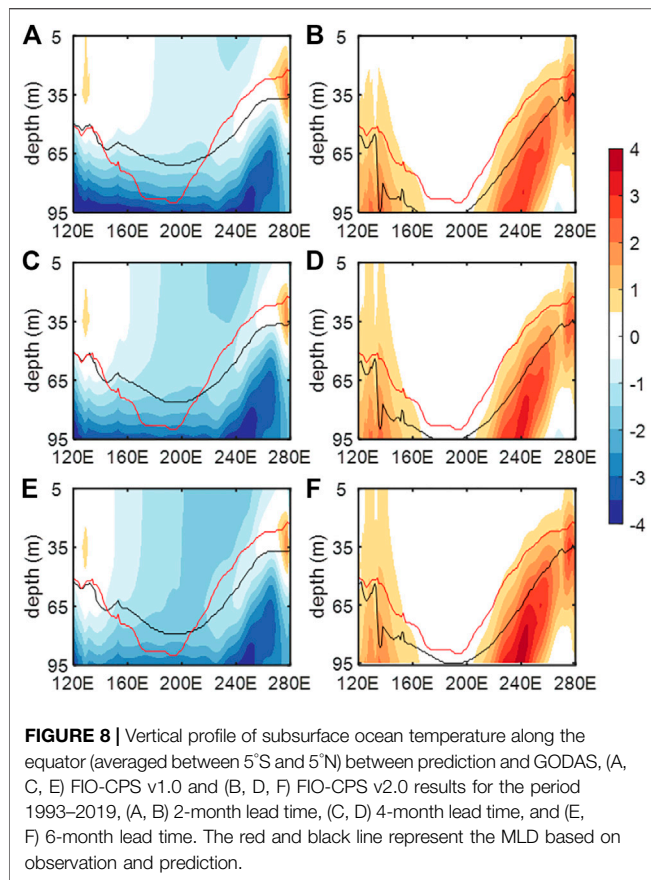 A
B
5
35
65
95
depth (m)
120E 160E 200E 240E 280E
5
35
65
95
120E 160E 200E 240E 280E
4
3
2
1
0
-1
-2
-3
-4
C
D
5
35
65
95
depth (m)
120E 160E 200E 240E 280E
5
35
65
95
depth (m)
120E 160E 200E 240E 280E
E
F
5
35
65
95
depth (m)
120E 160E 200E 240E 280E
5
35
65
95
depth (m)
120E 160E 200E 240E 280E
depth (m)
FIGURE 8 | Vertical profile of subsurface ocean temperature along the
equator (averaged between 5°S and 5°N) between prediction and GODAS, (A,
C, E) FIO-CPS v1.0 and (B, D, F) FIO-CPS v2.0 results for the period
1993–2019, (A, B) 2-month lead time, (C, D) 4-month lead time, and (E,
F) 6-month lead time. The red and black line represent the MLD based on
observation and prediction.